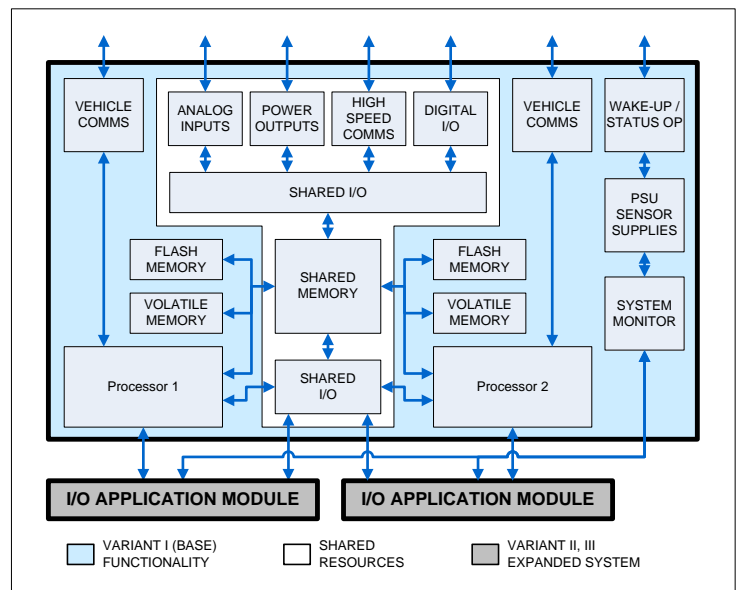 VEHICLE
COMMS
ANALOG
INPUTS
POWER
OUTPUTS
HIGH
SPEED
COMMS
DIGITAL
I/O
VEHICLE
COMMS
WAKE-UP /
STATUS OP
SHARED I/O
PSU
SENSOR
SUPPLIES
FLASH
MEMORY
SHARED
MEMORY
FLASH
MEMORY
VOLATILE
MEMORY
VOLATILE
MEMORY
SYSTEM
MONITOR
Processor 1
SHARED
I/O
Processor 2
I/O APPLICATION MODULE
I/O APPLICATION MODULE
VARIANT I (BASE)
FUNCTIONALITY
SHARED
RESOURCES
VARIANT II, III
EXPANDED SYSTEM